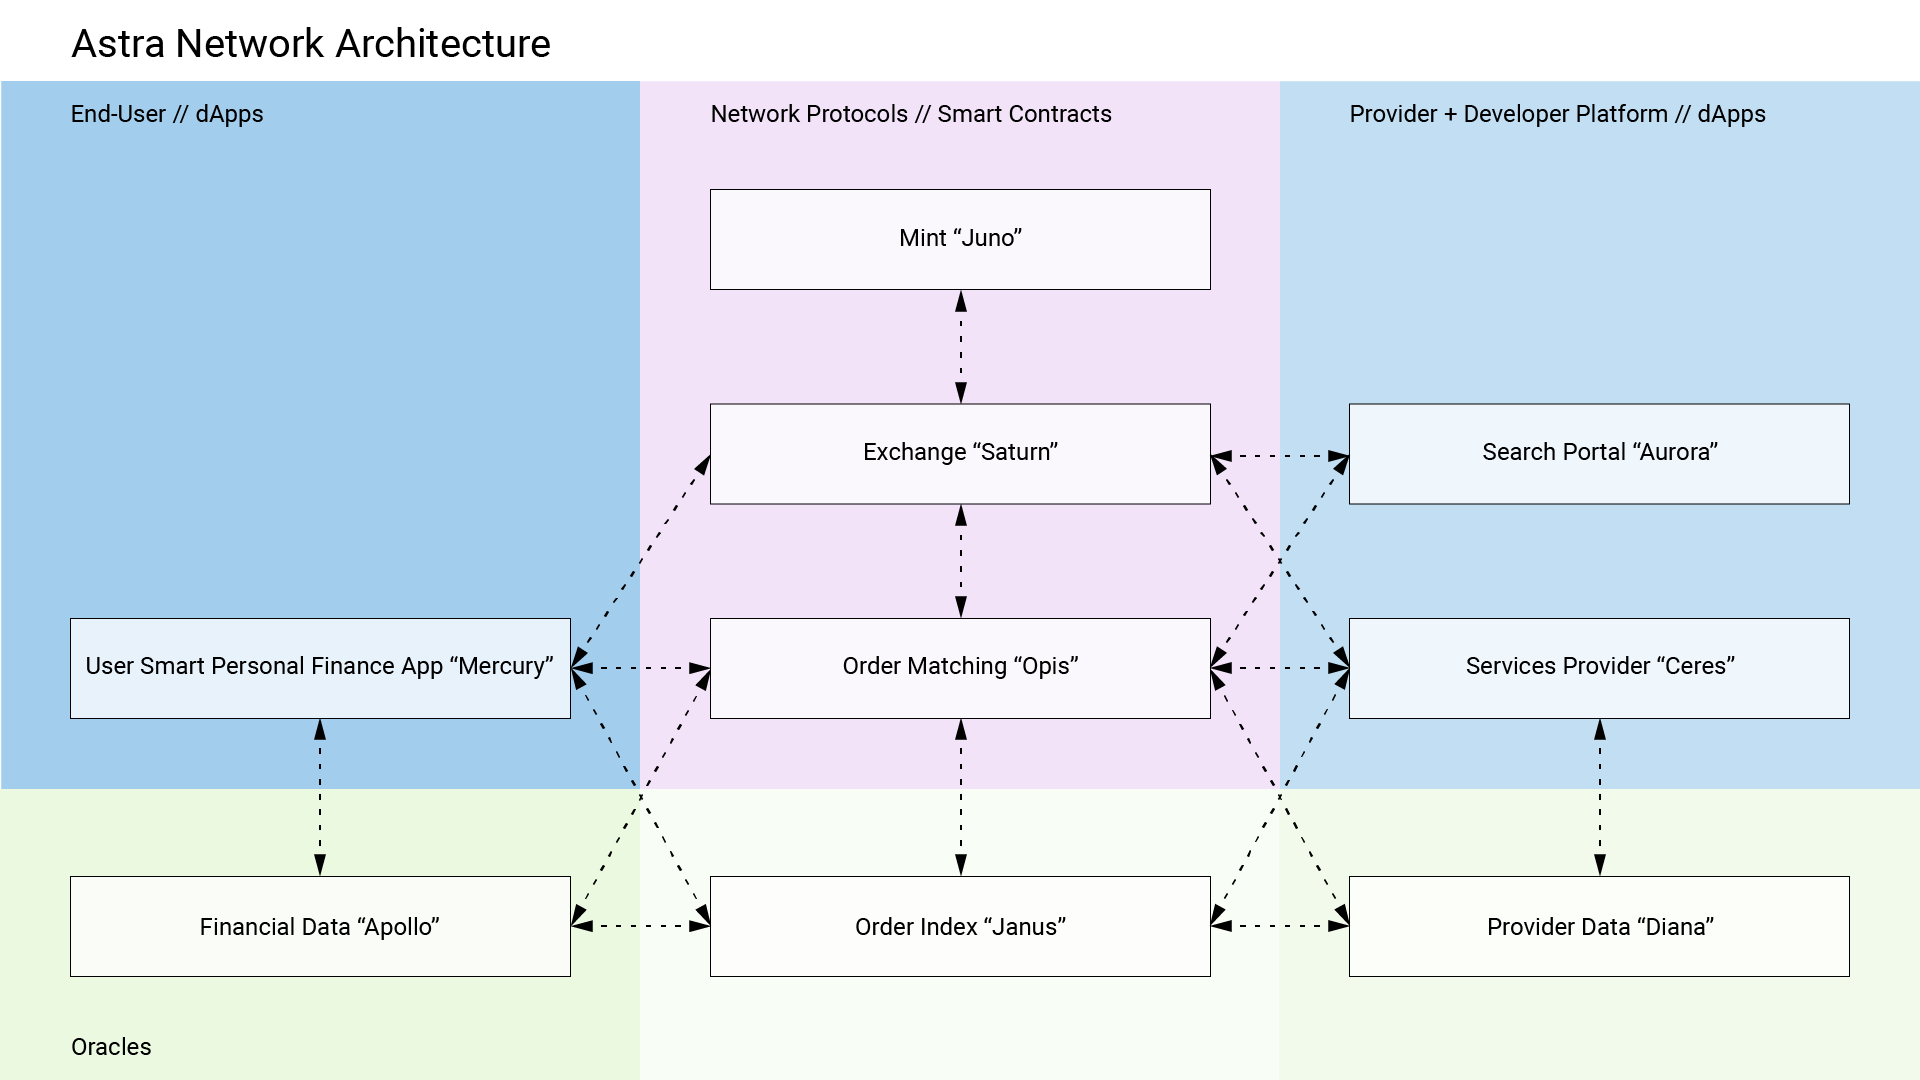 Astra Network Architecture
End-User // dApps
Network Protocols // Smart Contracts
Provider + Developer Platform // dApps
Mint “Juno”
Exchange “Saturn”
Search Portal “Aurora”
User Smart Personal Finance App “Mercury”
Order Matching “Opis”
Services Provider “Ceres”
Financial Data “Apollo”
Order Index “Janus”
Provider Data “Diana”
Oracles